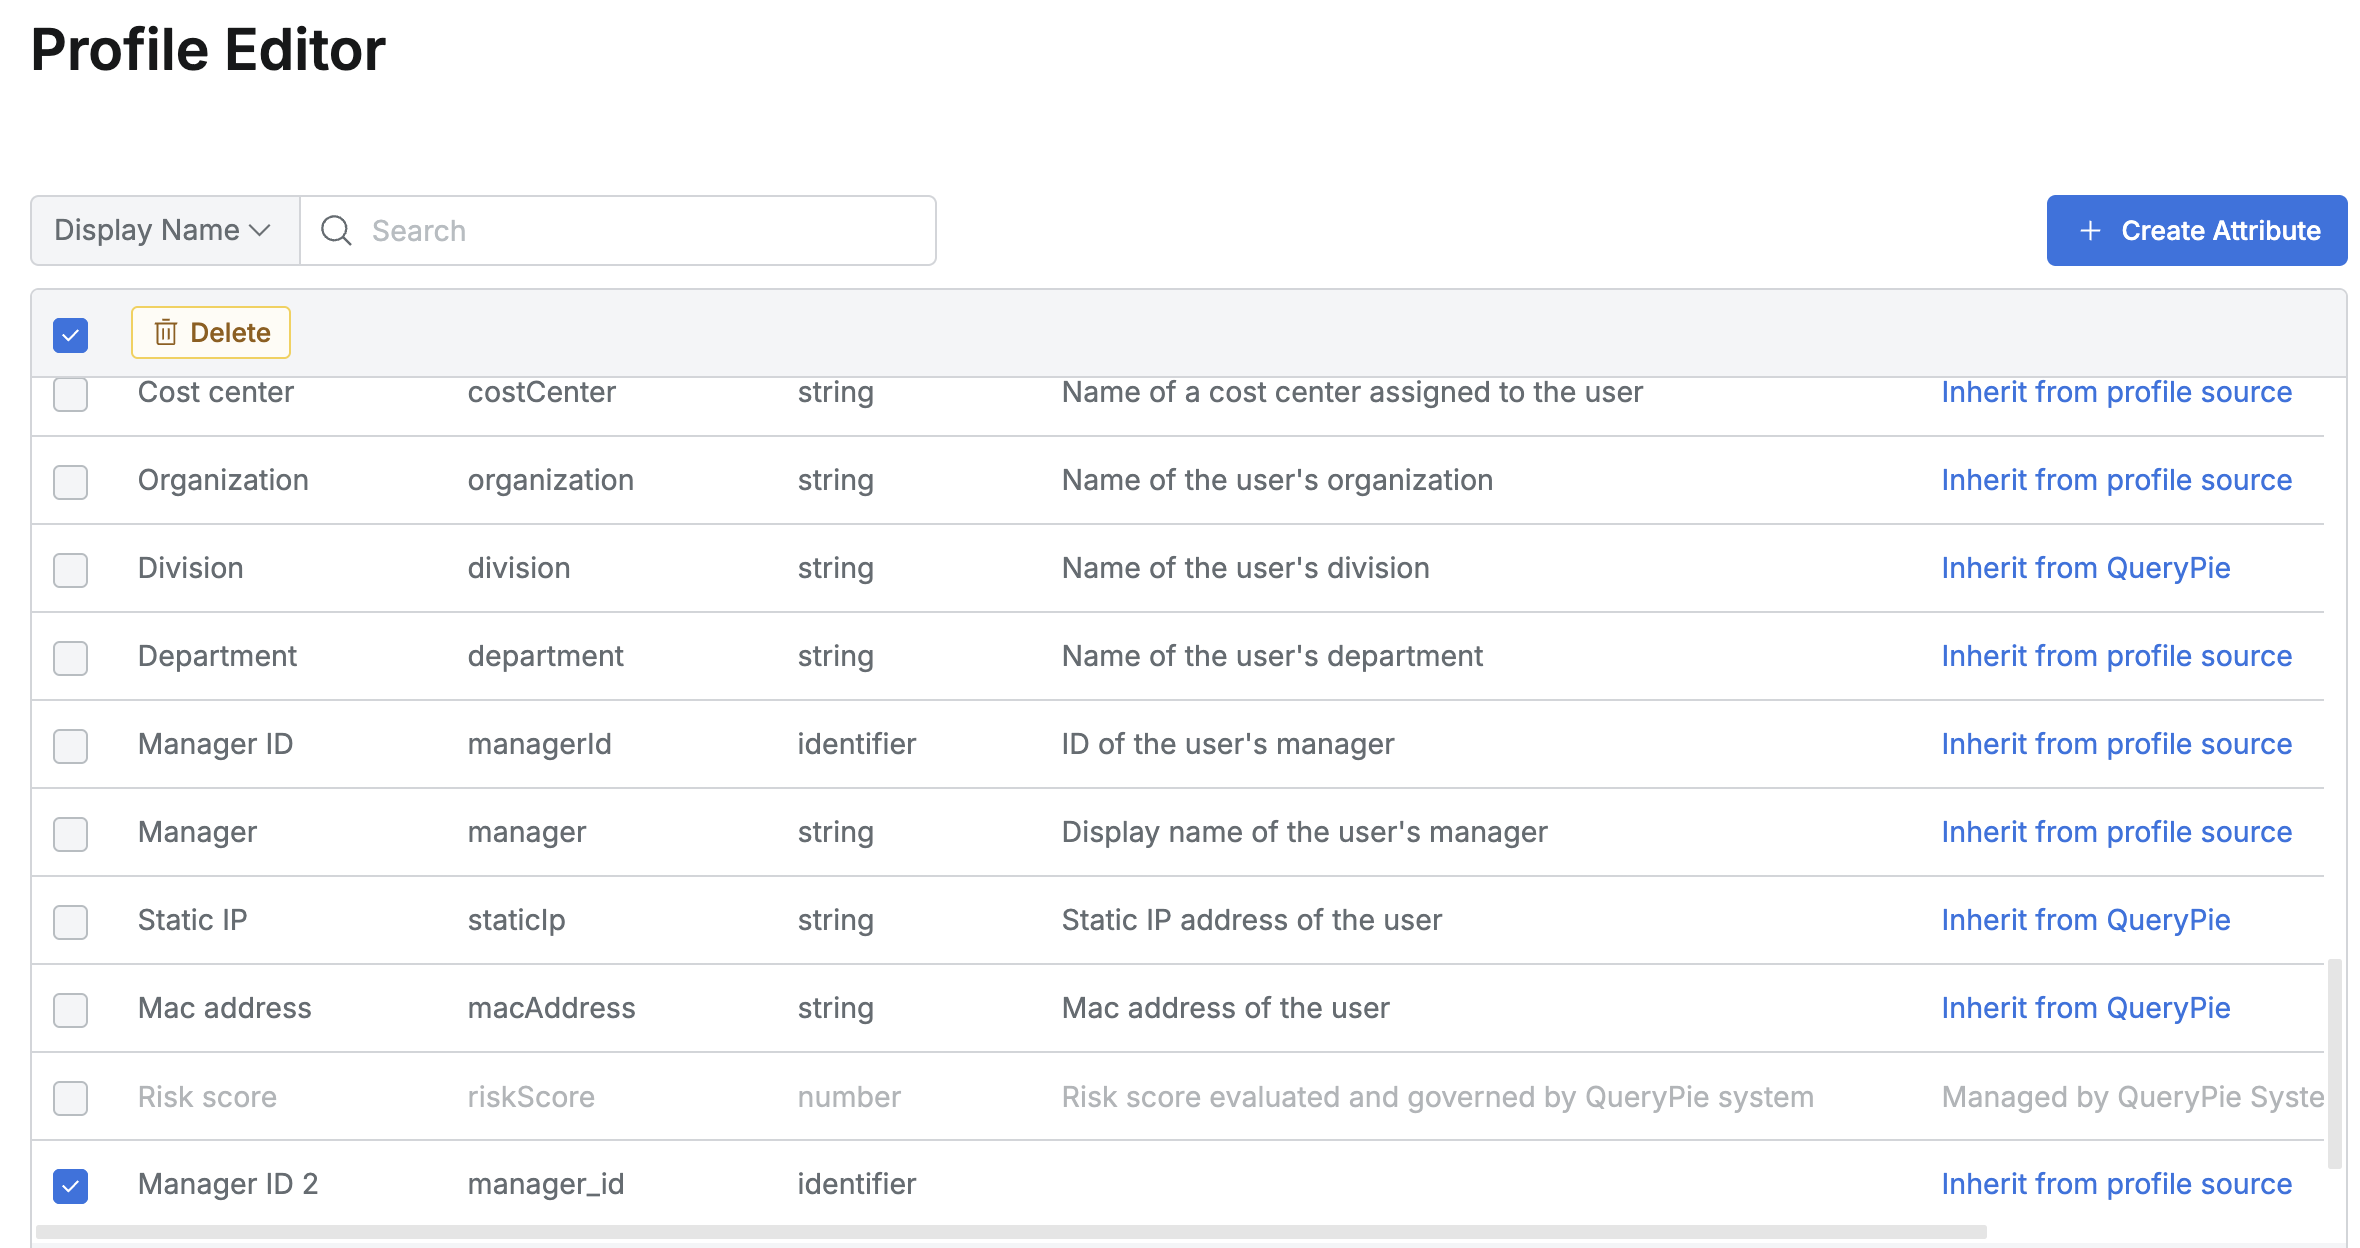 Profile Editor
Display Name Search + Create Attribute
Delete
Cost center costCenter string Name of a cost center assigned to the user Inherit from profile source
Organization organization string Name of the user's organization Inherit from profile source
Division division string Name of the user's division Inherit from QueryPie
Department department string Name of the user's department Inherit from profile source
Manager ID managerId identifier ID of the user's manager Inherit from profile source
Manager manager string Display name of the user's manager Inherit from profile source
Static IP staticIp string Static IP address of the user Inherit from QueryPie
Mac address macAddress string Mac address of the user Inherit from QueryPie
Risk score riskScore number Risk score evaluated and governed by QueryPie system Managed by QueryPie Syste
Manager ID 2 manager_id identifier Inherit from profile source